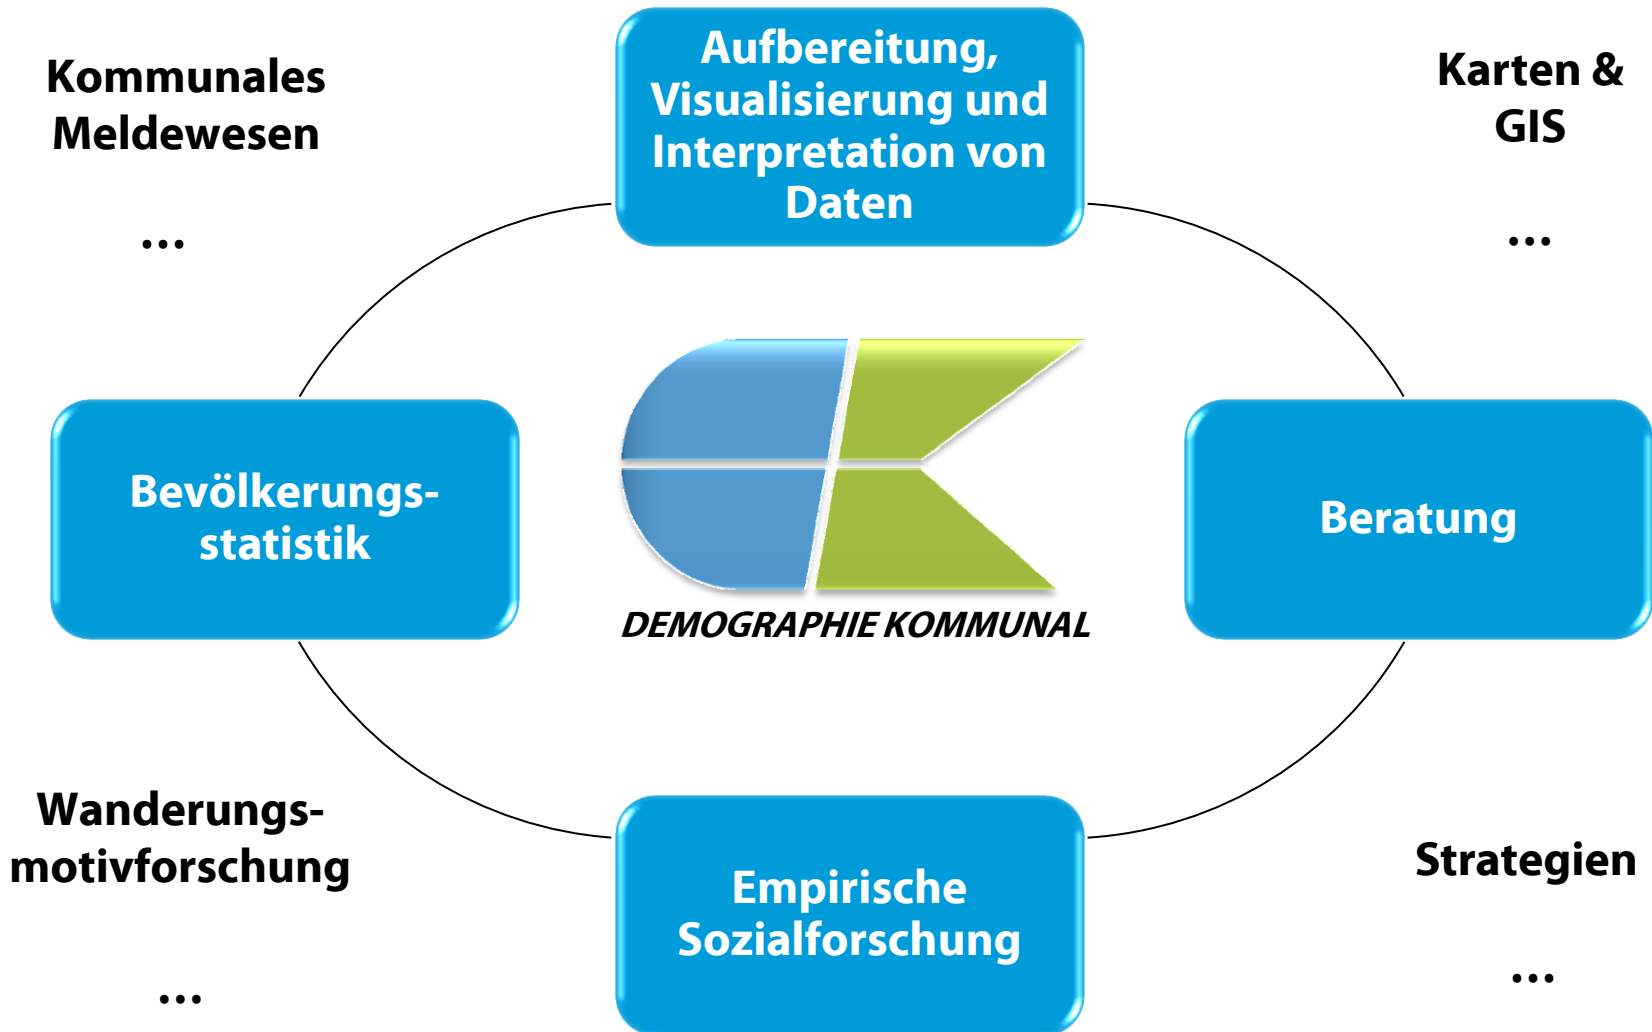 Kommunales
Meldewesen
...
Aufbereitung,
Visualisierung und
Interpretation von
Daten
Karten &
GIS
...
Bevölkerungs-
statistik
DEMOGRAPHIE KOMMUNAL
Beratung
Wanderungs-
motivforschung
...
Empirische
Sozialforschung
Strategien
...